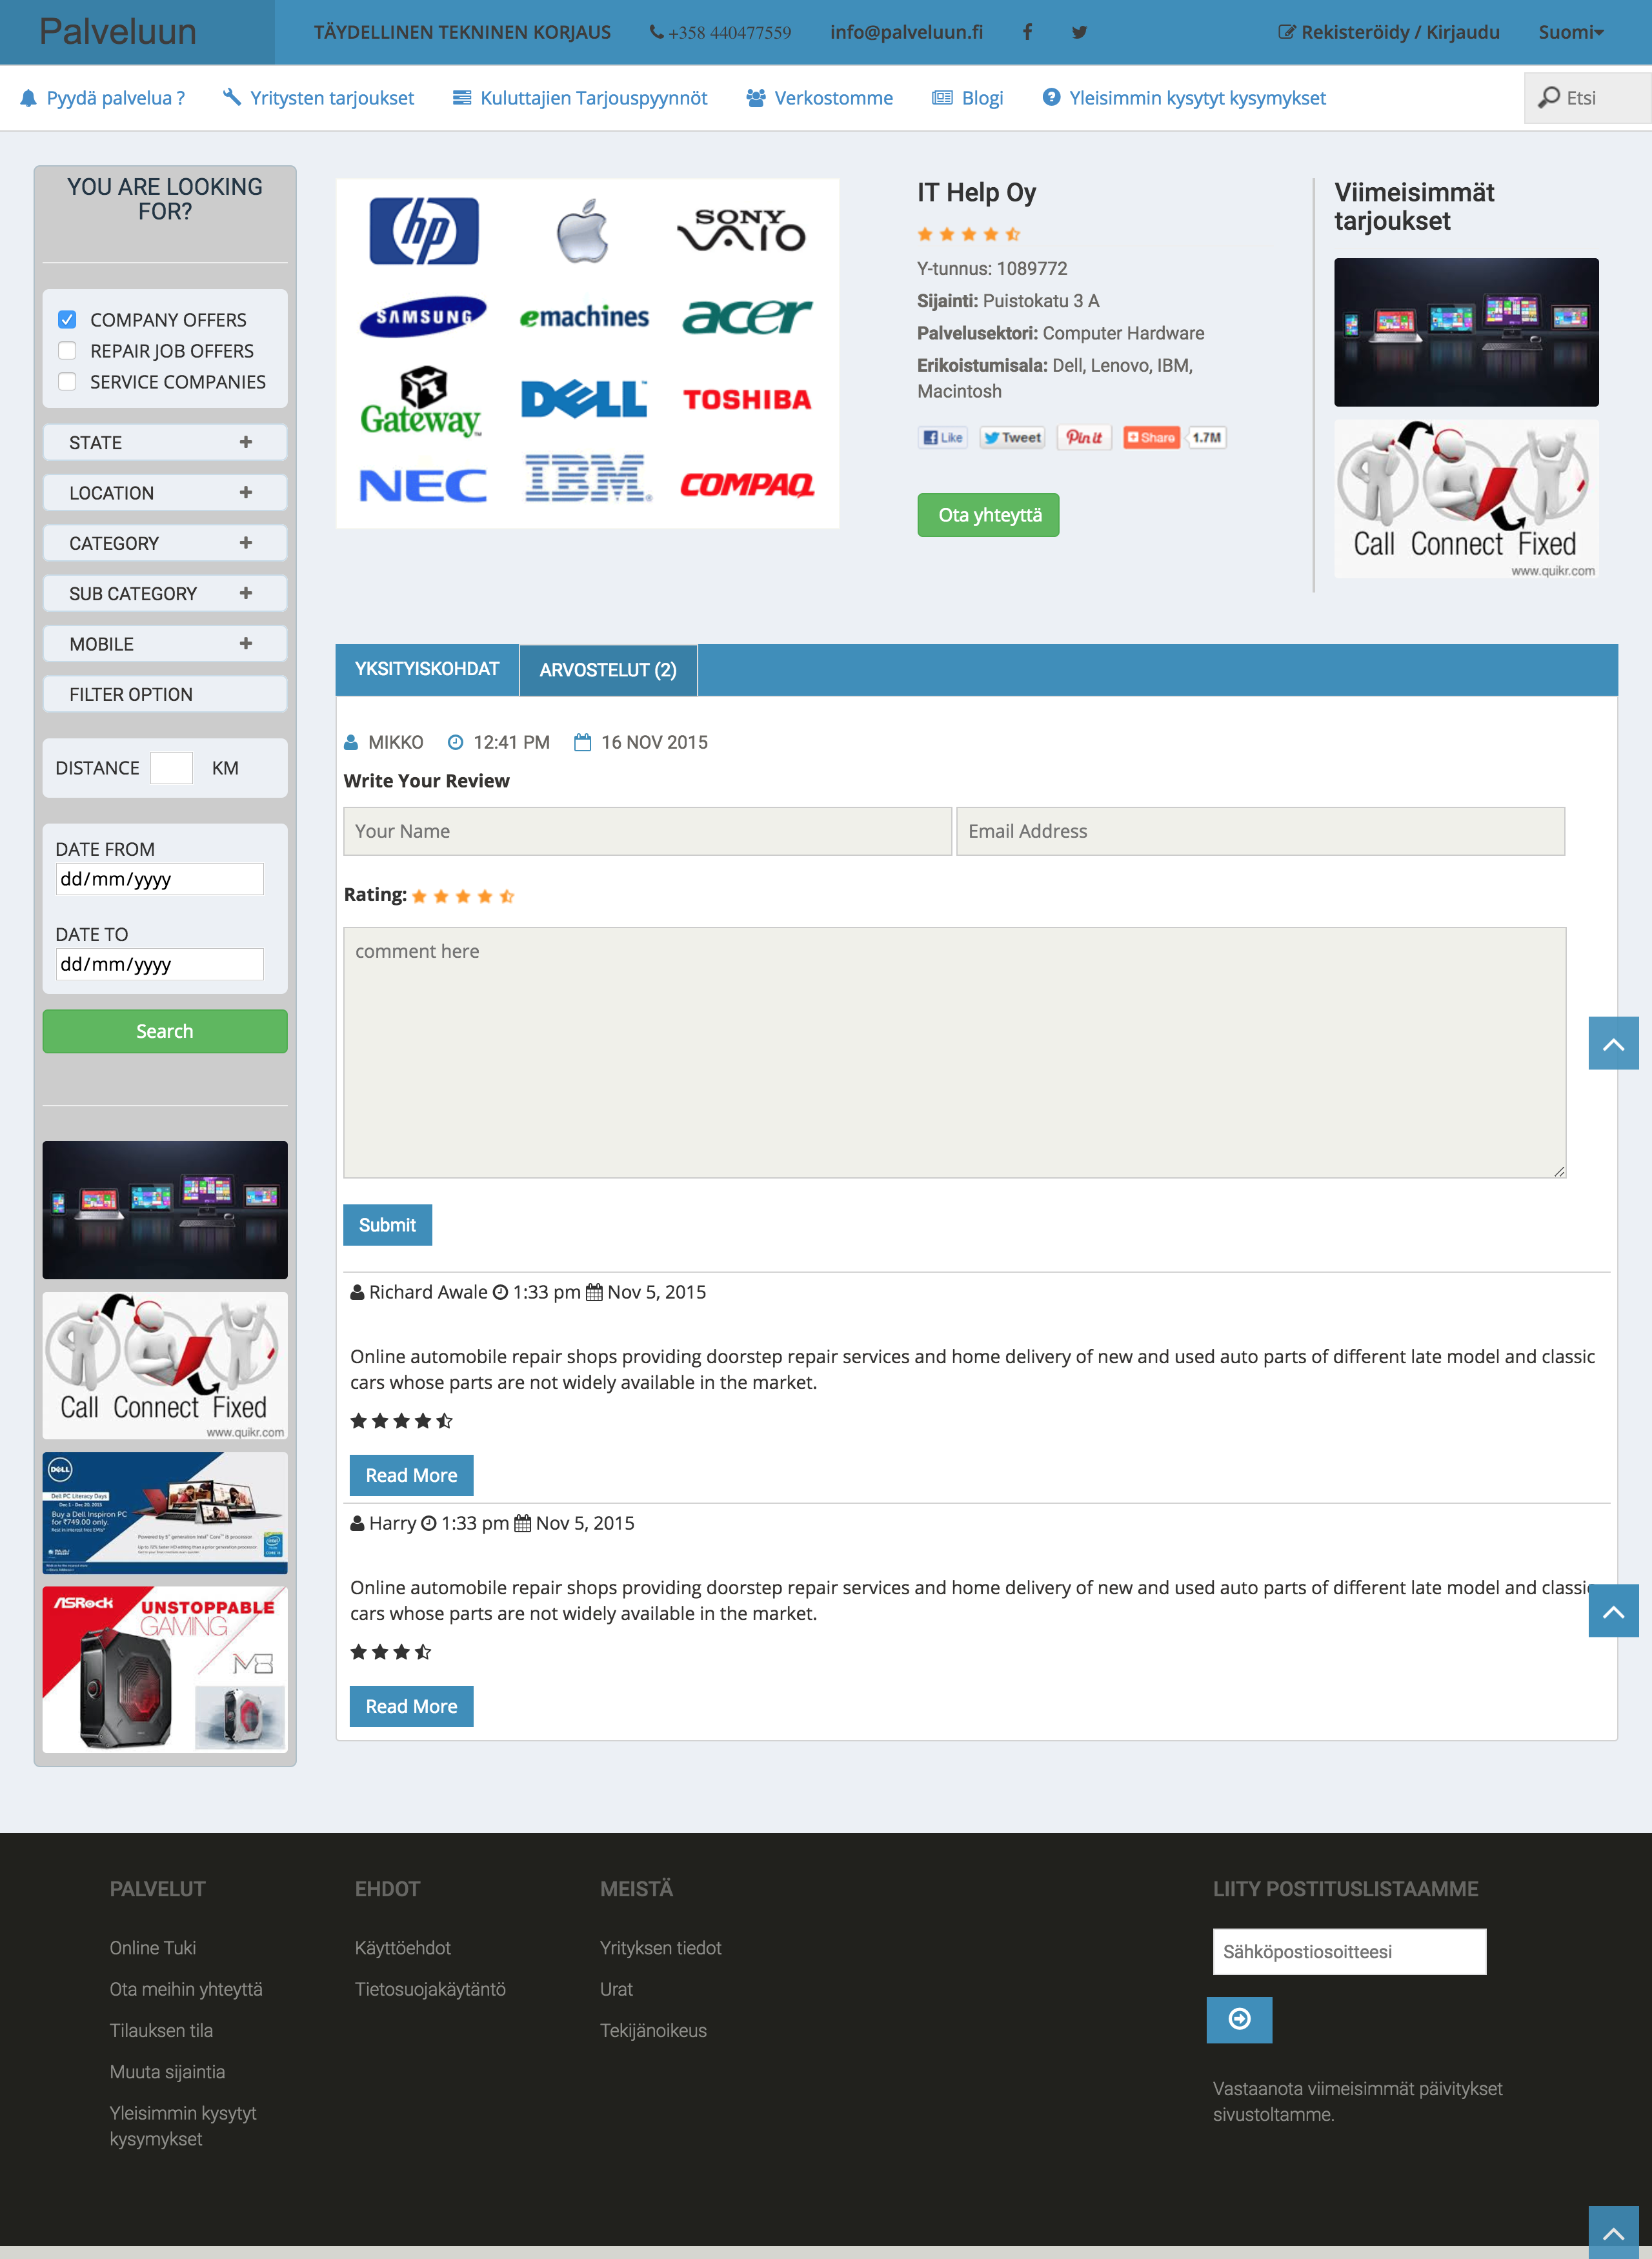 Palveluun
TÄYDELLINEN TEKNINEN KORJAUS
+358 440477559
info@palveluun.fi
Rekisteröidy / Kirjaudu
Suomi
Pyydä palvelua ?
Yritysten tarjoukset
Kuluttajien Tarjouspyynnöt
Verkostomme
Blogi
Yleisimmin kysytyt kysymykset
Etsi
YOU ARE LOOKING
FOR?
COMPANY OFFERS
REPAIR JOB OFFERS
SERVICE COMPANIES
STATE
LOCATION
CATEGORY
SUB CATEGORY
MOBILE
FILTER OPTION
DISTANCE KM
DATE FROM
dd/mm/yyyy
DATE TO
dd/mm/yyyy
Search
Call Connect Fixed
www.quikr.com
DELL
Dell PC Literacy Days
Dec 1 - Dec 20, 2015
Buy a Dell Inspiron PC
for ₹749.00 only.
ASRock
UNSTOPPABLE
GAMING
M8
hp
SONY
VAIO
SAMSUNG
emachines
acer
Gateway
DELL
TOSHIBA
NEC
IBM
COMPAQ
IT Help Oy
Y-tunnus: 1089772
Sijainti: Puistokatu 3 A
Palvelusektori: Computer Hardware
Erikoistumisala: Dell, Lenovo, IBM,
Macintosh
Like
Tweet
Pin it
Share
1.7M
Ota yhteyttä
Viimeisimmät
tarjoukset
Call Connect Fixed
www.quikr.com
YKSITYISKOHDAT
ARVOSTELUT (2)
MIKKO 12:41 PM 16 NOV 2015
Write Your Review
Your Name
Email Address
Rating:
comment here
Submit
Richard Awale 1:33 pm Nov 5, 2015
Online automobile repair shops providing doorstep repair services and home delivery of new and used auto parts of different late model and classic
cars whose parts are not widely available in the market.
Read More
Harry 1:33 pm Nov 5, 2015
Online automobile repair shops providing doorstep repair services and home delivery of new and used auto parts of different late model and classic
cars whose parts are not widely available in the market.
Read More
PALVELUT
Online Tuki
Ota meihin yhteyttä
Tilauksen tila
Muuta sijaintia
Yleisimmin kysytyt
kysymykset
EHDOT
Käyttöehdot
Tietosuojakäytäntö
MEISTÄ
Yrityksen tiedot
Urat
Tekijänoikeus
LIITY POSTITUSLISTAAMME
Sähköpostiosoitteesi
Vastaanota viimeisimmät päivitykset
sivustoltamme.